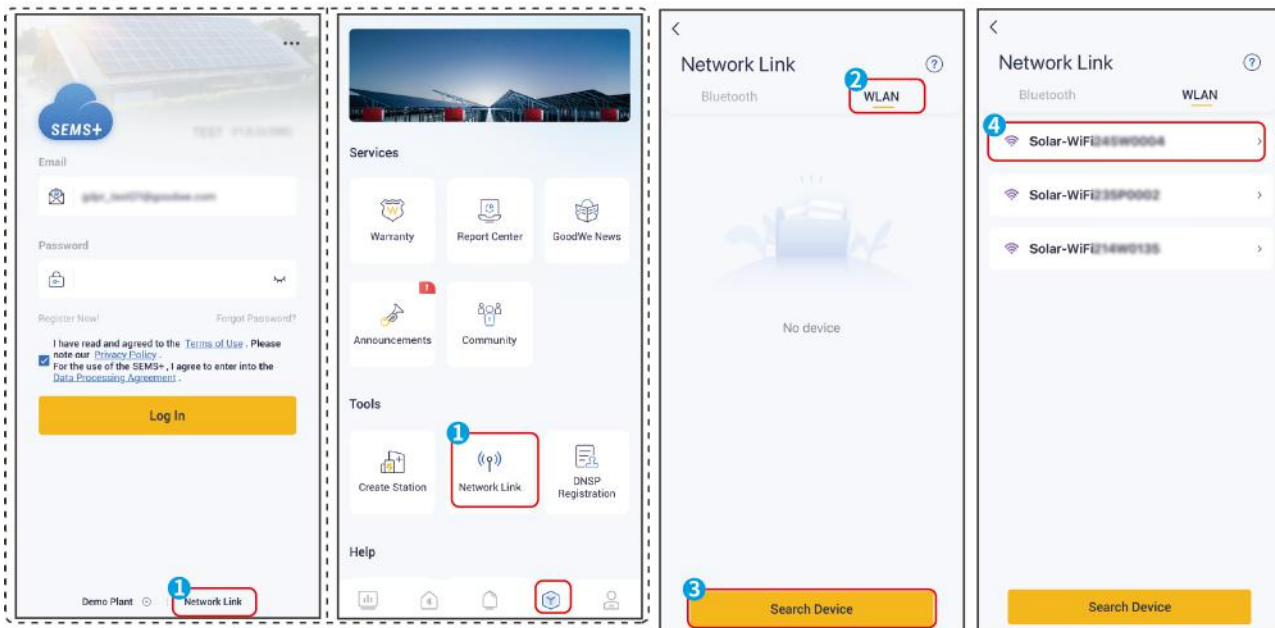 SEMS+
Email
Password
Register Now!
Forgot Password?
I have read and agreed to the Terms of Use . Please
note our Privacy Policy .
For the use of the SEMS+ , I agree to enter into the
Data Processing Agreement .
Log In
1
Demo Plant
Network Link
Services
W
Warranty
Report Center
GoodWe News
Announcements
Community
Tools
1
Create Station
Network Link
DNSP
Registration
Help
Network Link
?
2
Bluetooth
WLAN
No device
3
Search Device
Network Link
?
Bluetooth
WLAN
4
Solar-WiFi
Solar-WiFi
Solar-WiFi
Search Device